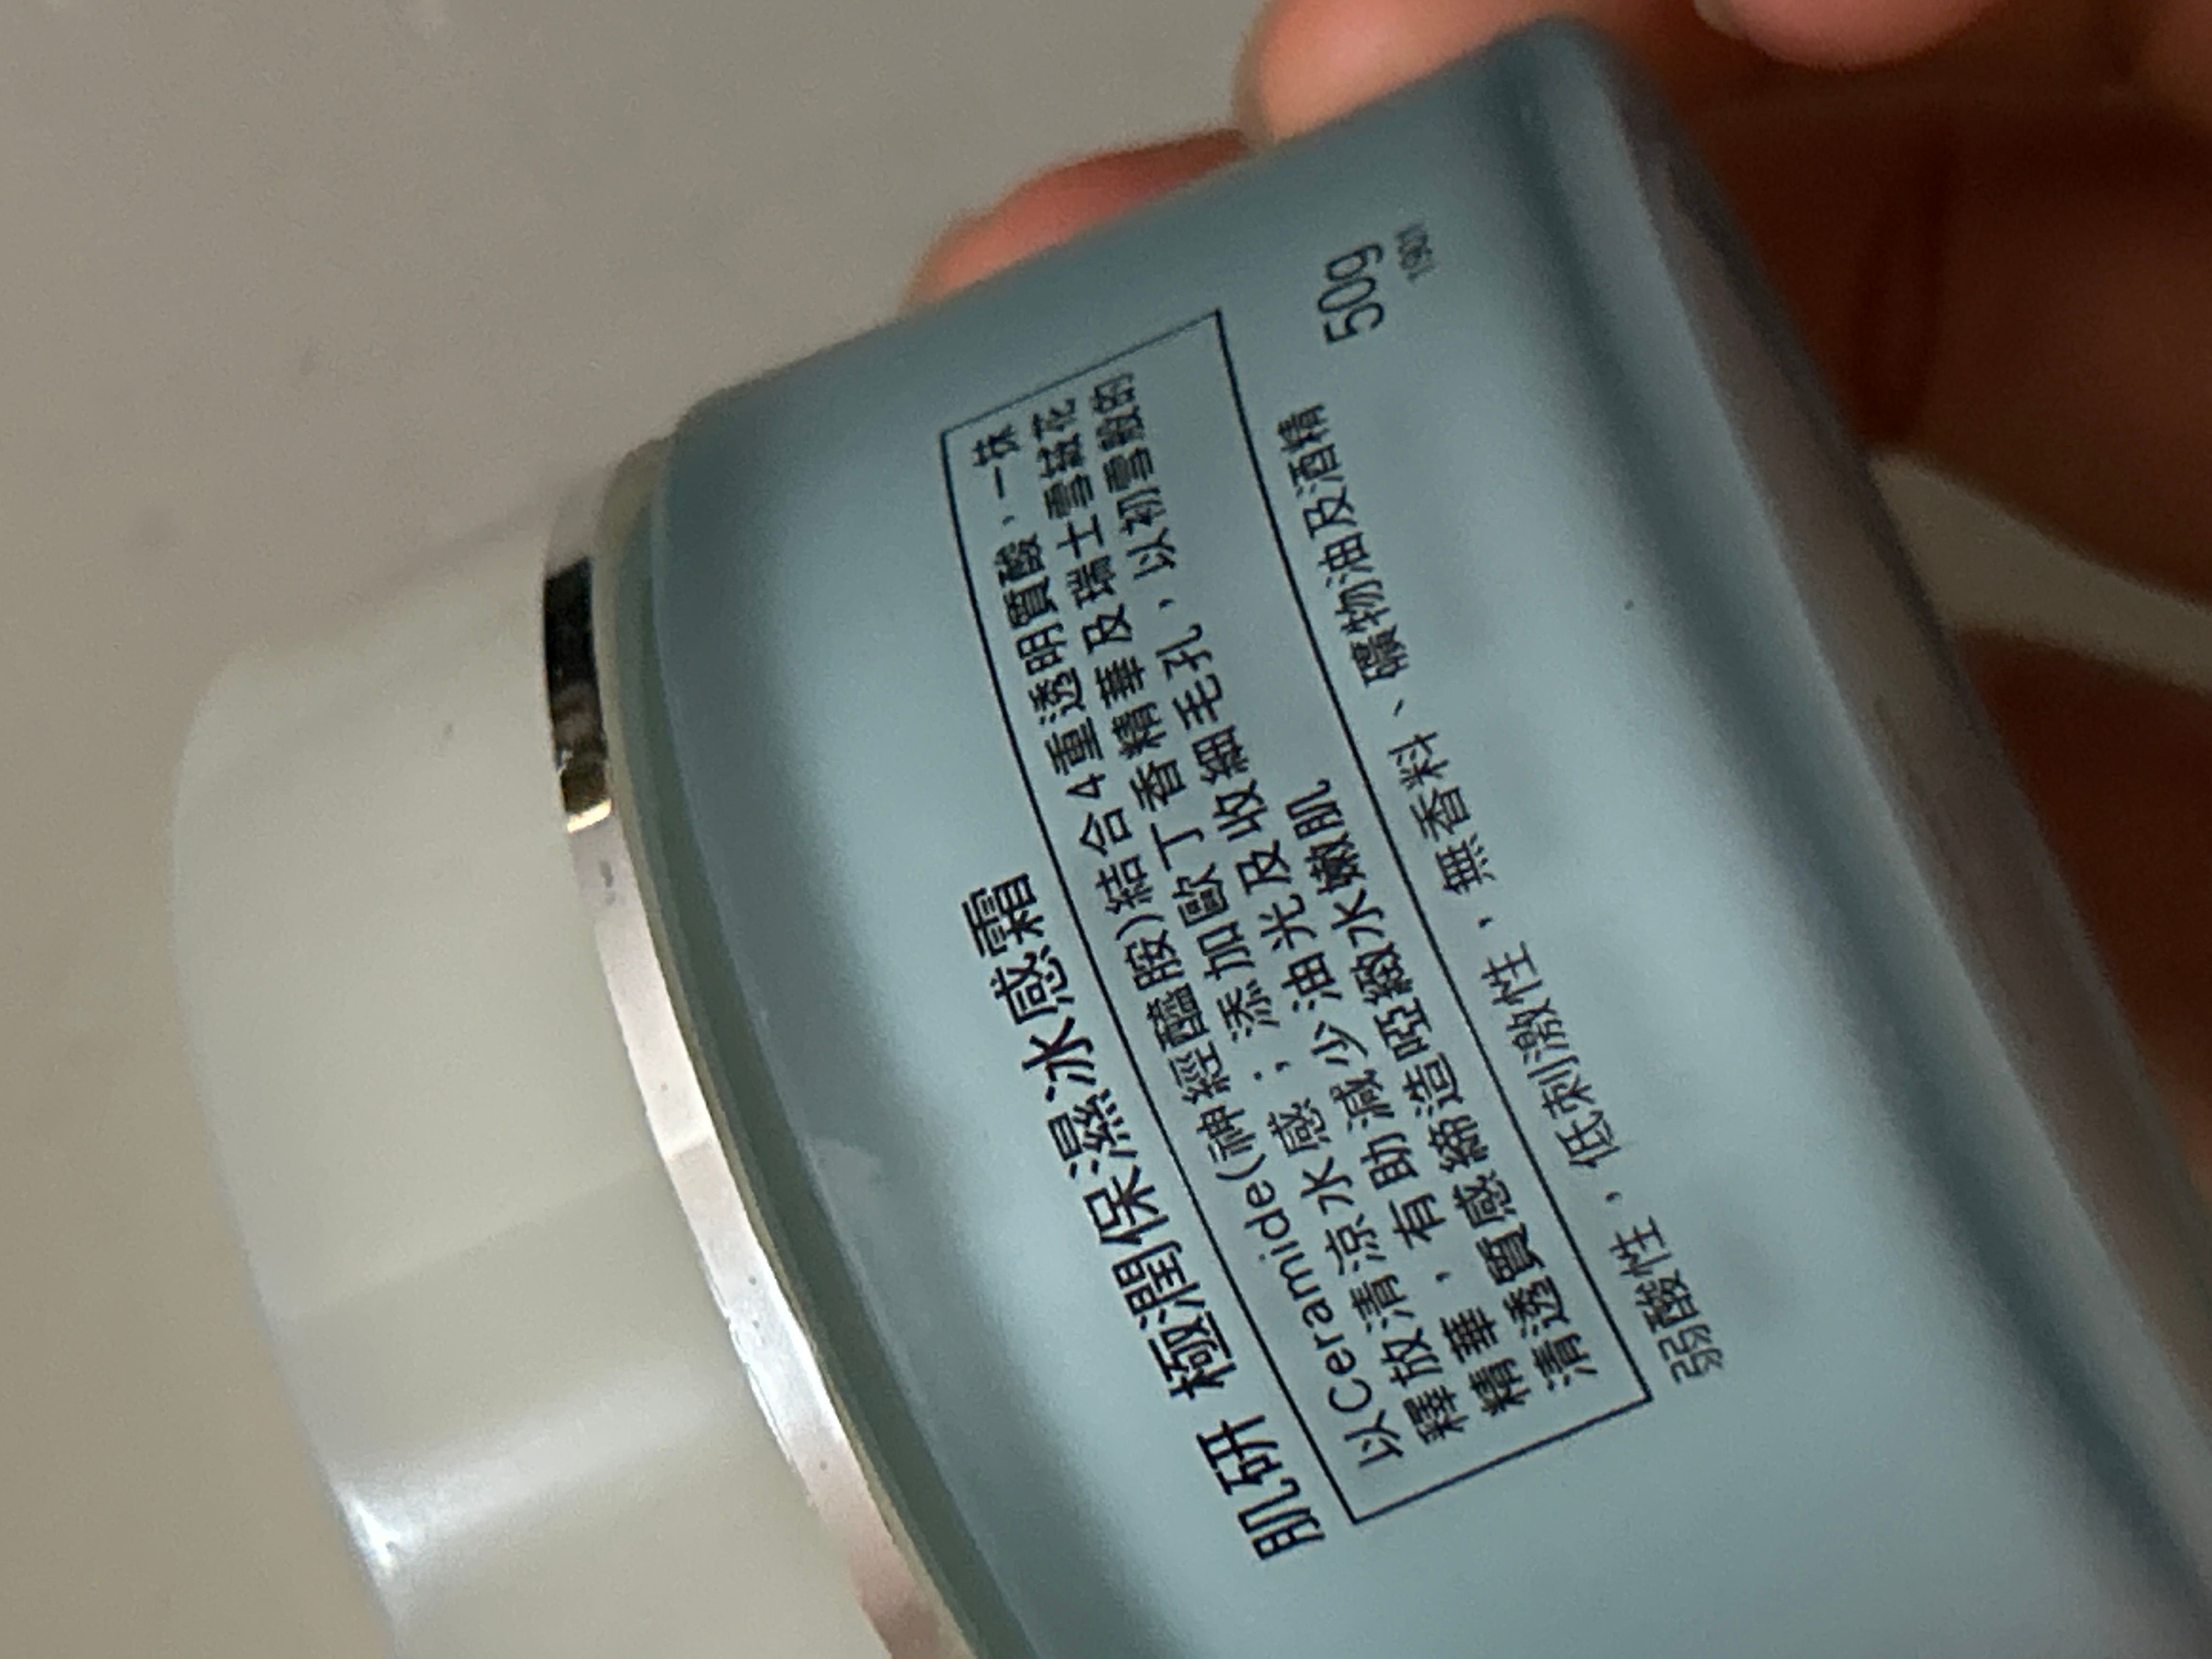 肌研 極潤保濕冰感霜
以Ceramide(神經醯胺)結合4重透明質酸，一抹
釋放清涼水感；添加歐丁香精華及瑞士雪絨花
精華，有助減少油光及收細毛孔，以初雪般的
清透質感締造啞緻水嫩肌
弱酸性，低刺激性，無香料、礦物油及酒精
50g